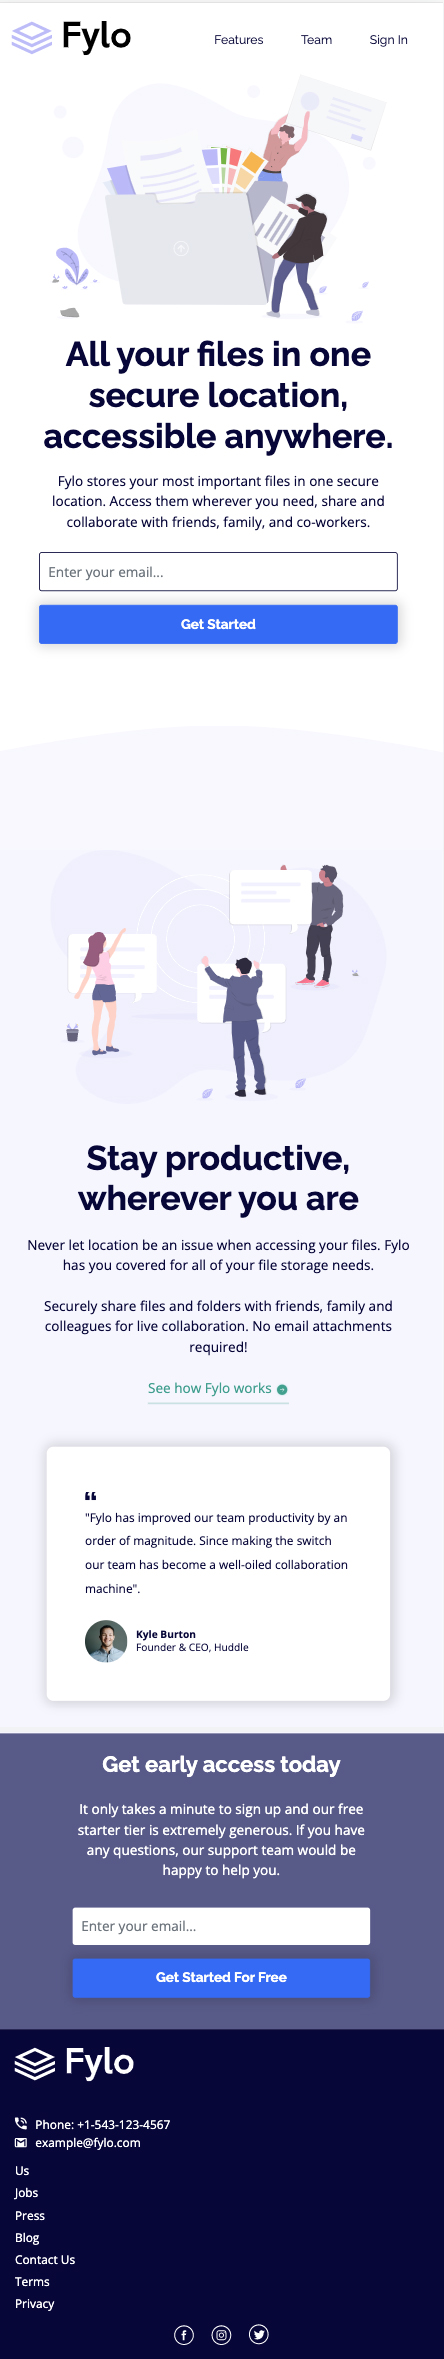 Fylo
Features
Team
Sign In
All your files in one
secure location,
accessible anywhere.
Fylo stores your most important files in one secure
location. Access them wherever you need, share and
collaborate with friends, family, and co-workers.
Enter your email...
Get Started
Stay productive,
wherever you are
Never let location be an issue when accessing your files. Fylo
has you covered for all of your file storage needs.
Securely share files and folders with friends, family and
colleagues for live collaboration. No email attachments
required!
See how Fylo works
"Fylo has improved our team productivity by an
order of magnitude. Since making the switch
our team has become a well-oiled collaboration
machine".
Kyle Burton
Founder & CEO, Huddle
Get early access today
It only takes a minute to sign up and our free
starter tier is extremely generous. If you have
any questions, our support team would be
happy to help you.
Enter your email...
Get Started For Free
Fylo
Phone: +1-543-123-4567
example@fylo.com
Us
Jobs
Press
Blog
Contact Us
Terms
Privacy